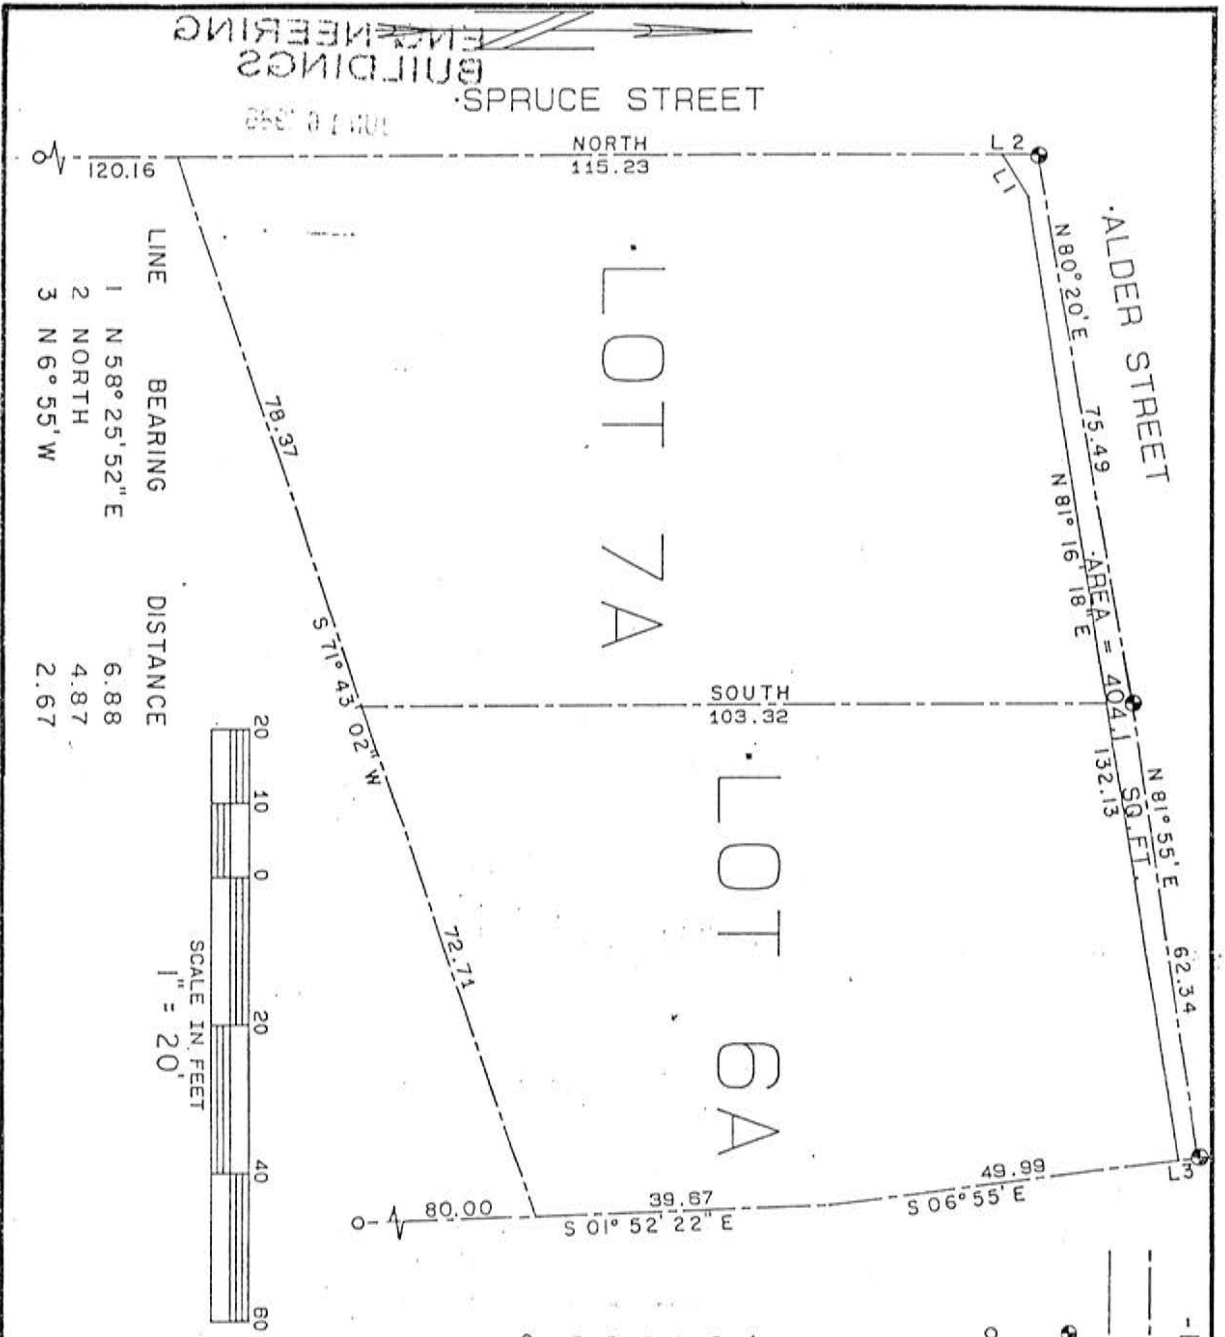 BUILDINGS
ENGINEERING
·SPRUCE STREET
NORTH
115.23
120.16
L 2
L1
·ALDER STREET
N 80° 20' E
75.49
N 81° 16' 18" E
132.13
·AREA = 404.1 SQ. FT.
N 81° 55' E
62.34
LOT 7A
LOT 6A
SOUTH
103.32
78.37
S 71° 43' 02" W
72.71
L3
49.99
S 06° 55' E
39.67
S 01° 52' 22" E
80.00
LINE BEARING DISTANCE
1 N 58° 25' 52" E 6.88
2 NORTH 4.87
3 N 6° 55' W 2.67
20 10 0 20 40 60
SCALE IN FEET
1" = 20'